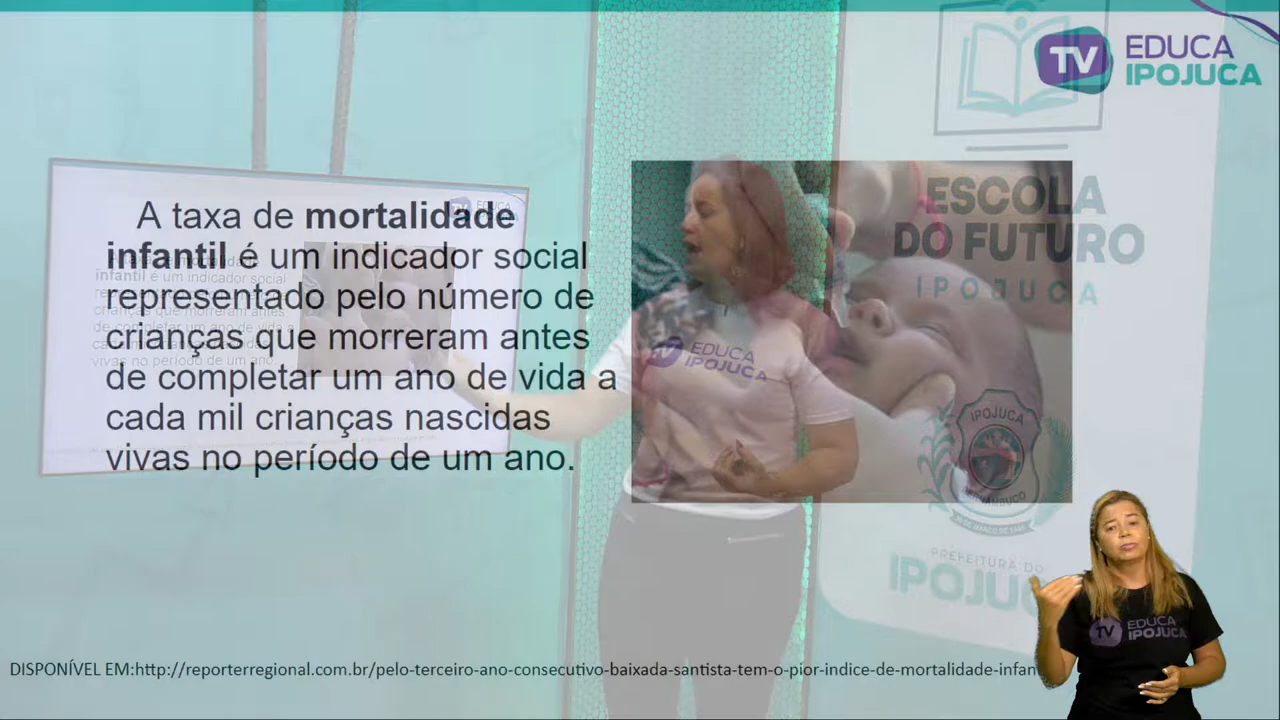 TV EDUCA
IPOJUCA
ESCOLA
DO FUTURO
IPOJUCA
A taxa de mortalidade
infantil é um indicador social
representado pelo número de
crianças que morreram antes
de completar um ano de vida a
cada mil crianças nascidas
vivas no período de um ano.
TV EDUCA
IPOJUCA
IPOJUCA
PERNAMBUCO
PREFEITURA DO
IPOJUCA
TV EDUCA
IPOJUCA
DISPONÍVEL EM:http://reporterregional.com.br/pelo-terceiro-ano-consecutivo-baixada-santista-tem-o-pior-indice-de-mortalidade-infan